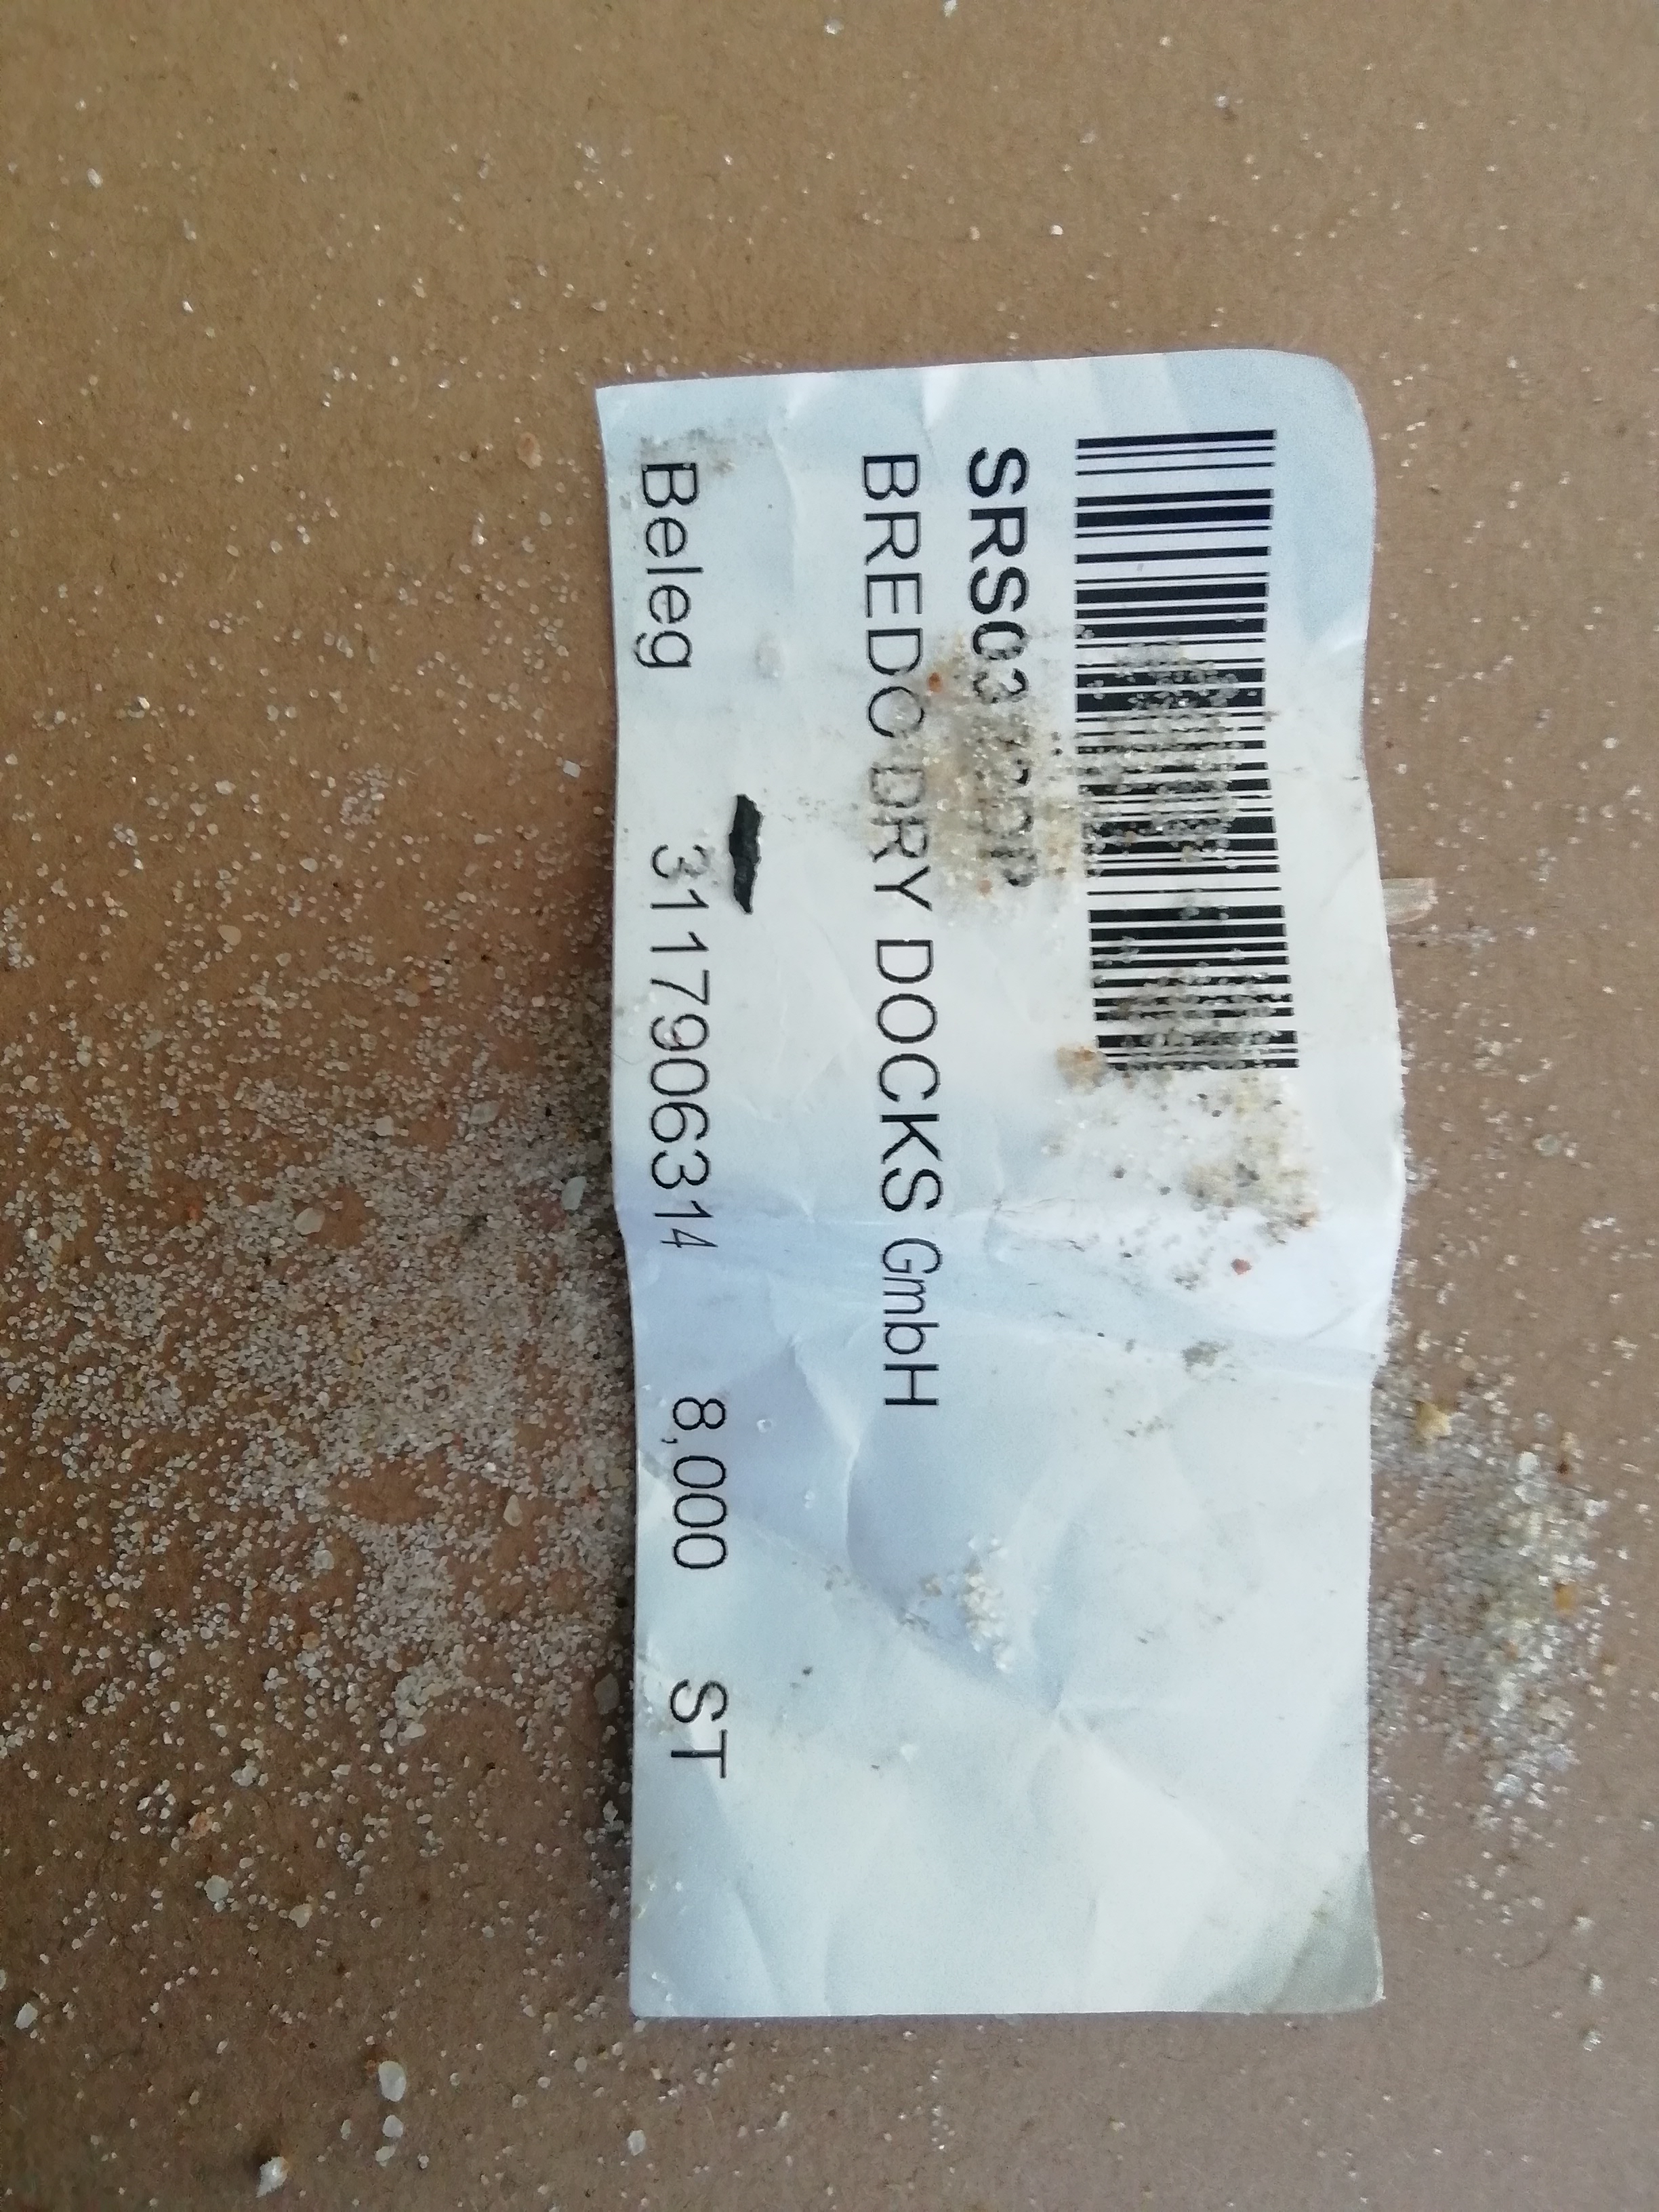 BREDO DRY DOCKS GmbH
Beleg 3117906314 8,000 ST